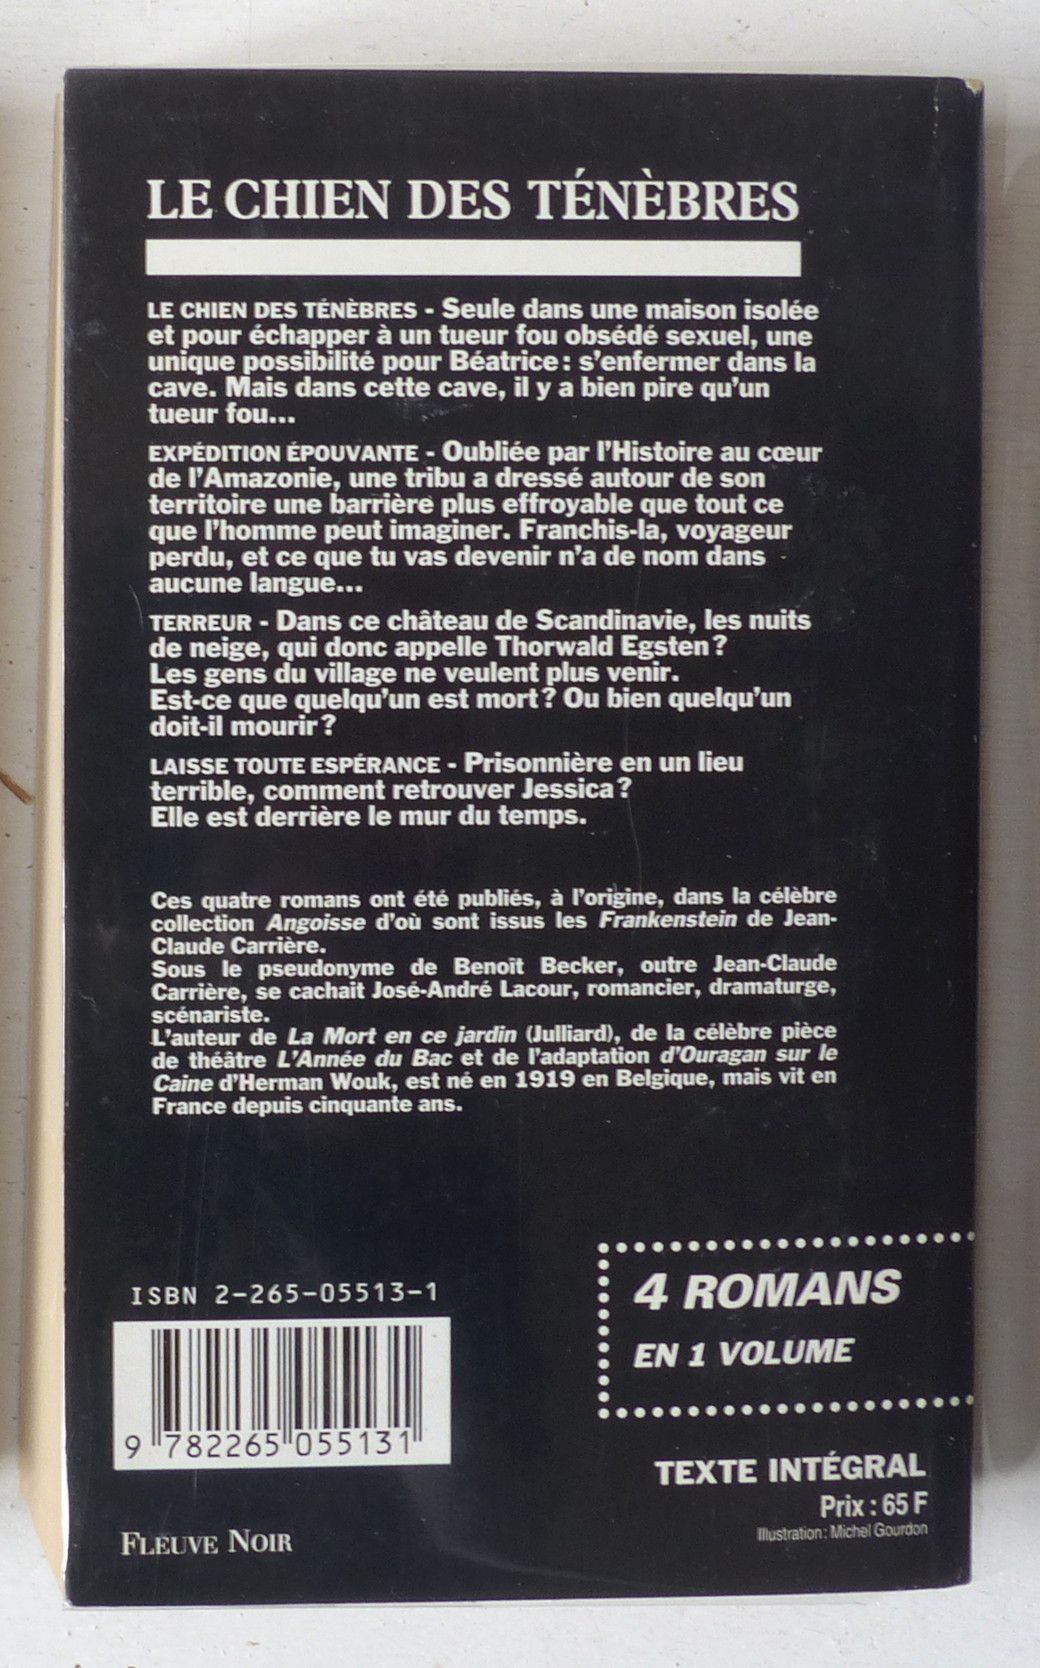 LE CHIEN DES TÉNÈBRES
LE CHIEN DES TÉNÈBRES - Seule dans une maison isolée
et pour échapper à un tueur fou obsédé sexuel, une
unique possibilité pour Béatrice : s'enfermer dans la
cave. Mais dans cette cave, il y a bien pire qu'un
tueur fou...
EXPÉDITION ÉPOUVANTE - Oubliée par l'Histoire au cœur
de l'Amazonie, une tribu a dressé autour de son
territoire une barrière plus effroyable que tout ce
que l'homme peut imaginer. Franchis-la, voyageur
perdu, et ce que tu vas devenir n'a de nom dans
aucune langue...
TERREUR - Dans ce château de Scandinavie, les nuits
de neige, qui donc appelle Thorwald Egsten ?
Les gens du village ne veulent plus venir.
Est-ce que quelqu'un est mort ? Ou bien quelqu'un
doit-il mourir ?
LAISSE TOUTE ESPÉRANCE - Prisonnière en un lieu
terrible, comment retrouver Jessica ?
Elle est derrière le mur du temps.
Ces quatre romans ont été publiés, à l'origine, dans la célèbre
collection Angoisse d'où sont issus les Frankenstein de Jean-
Claude Carrière.
Sous le pseudonyme de Benoît Becker, outre Jean-Claude
Carrière, se cachait José-André Lacour, romancier, dramaturge,
scénariste.
L'auteur de La Mort en ce jardin (Julliard), de la célèbre pièce
de théâtre L'Année du Bac et de l'adaptation d'Ouragan sur le
Caine d'Herman Wouk, est né en 1919 en Belgique, mais vit en
France depuis cinquante ans.
ISBN 2-265-05513-1
9 782265 055131
FLEUVE NOIR
4 ROMANS
EN 1 VOLUME
TEXTE INTÉGRAL
Prix : 65 F
Illustration : Michel Gourdon